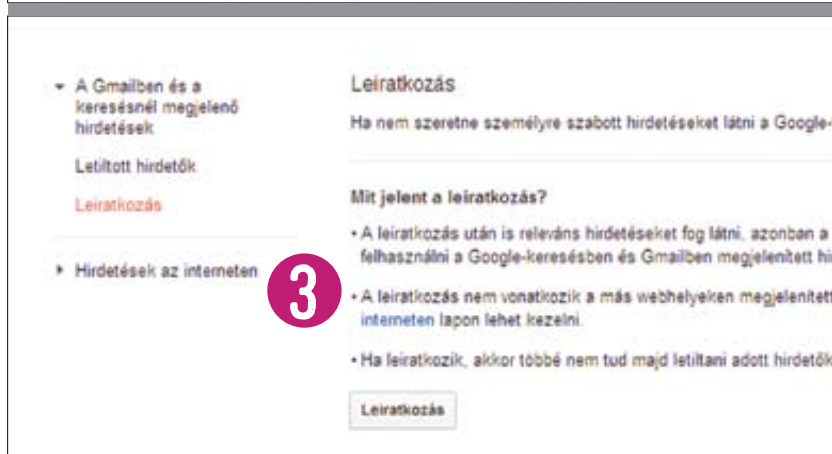 A Gmailben és a
keresésnél megjelenő
hirdetések
Letiltott hirdetők
Leiratkozás
Hirdetések az interneten
3
Leiratkozás
Ha nem szeretne személyre szabott hirdetéseket látni a Google-
Mit jelent a leiratkozás?
• A leiratkozás után is releváns hirdetéseket fog látni, azonban a
felhasználni a Google-keresésben és Gmailben megjelenített hi
• A leiratkozás nem vonatkozik a más webhelyeken megjelenített
interneten lapon lehet kezelni.
• Ha leiratkozik, akkor többé nem tud majd letiltani adott hirdetők
Leiratkozás